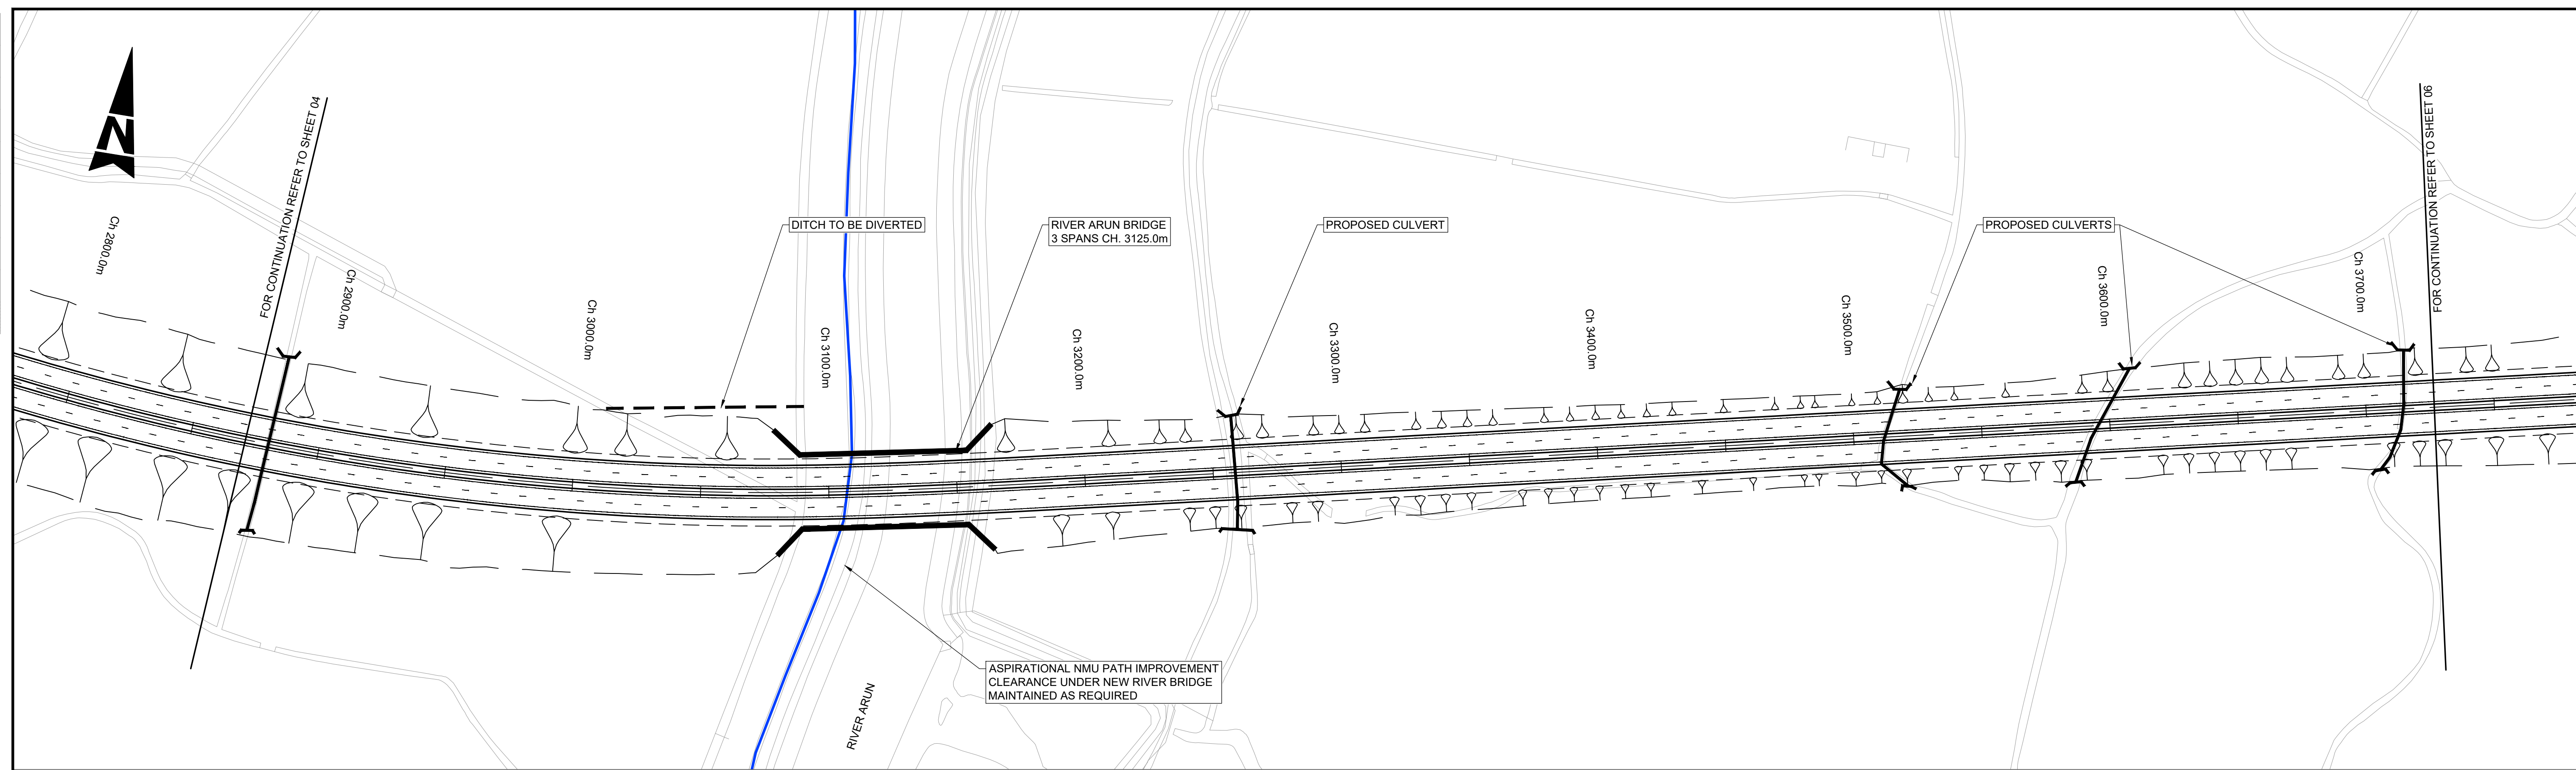 N
FOR CONTINUATION REFER TO SHEET 04
FOR CONTINUATION REFER TO SHEET 06
DITCH TO BE DIVERTED
RIVER ARUN BRIDGE
3 SPANS CH. 3125.0m
PROPOSED CULVERT
PROPOSED CULVERTS
Ch 2800.0m
Ch 2900.0m
Ch 3000.0m
Ch 3100.0m
Ch 3200.0m
Ch 3300.0m
Ch 3400.0m
Ch 3500.0m
Ch 3600.0m
Ch 3700.0m
ASPIRATIONAL NMU PATH IMPROVEMENT
CLEARANCE UNDER NEW RIVER BRIDGE
MAINTAINED AS REQUIRED
RIVER ARUN